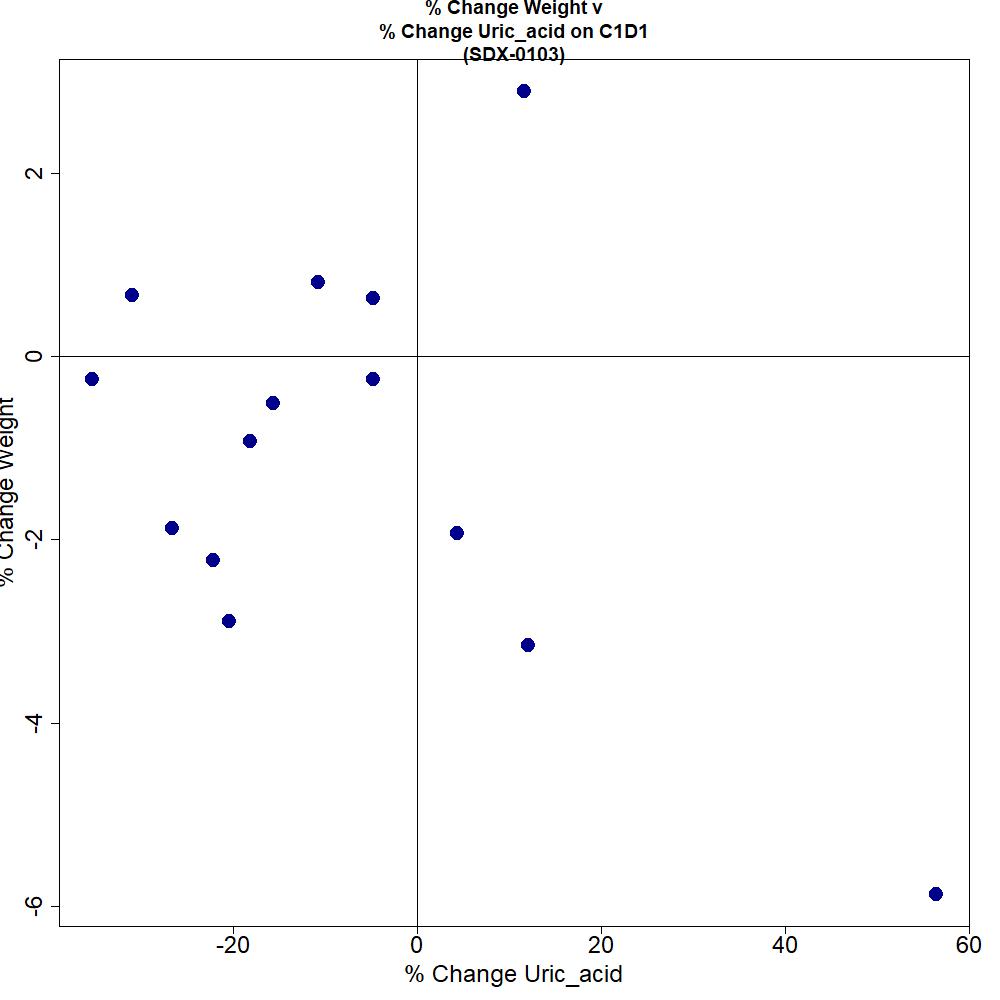 % Change Weight v
% Change Uric_acid on C1D1
(SDX-0103)
% Change Weight
2
0
-2
-4
-6
-20
0
20
40
60
% Change Uric_acid